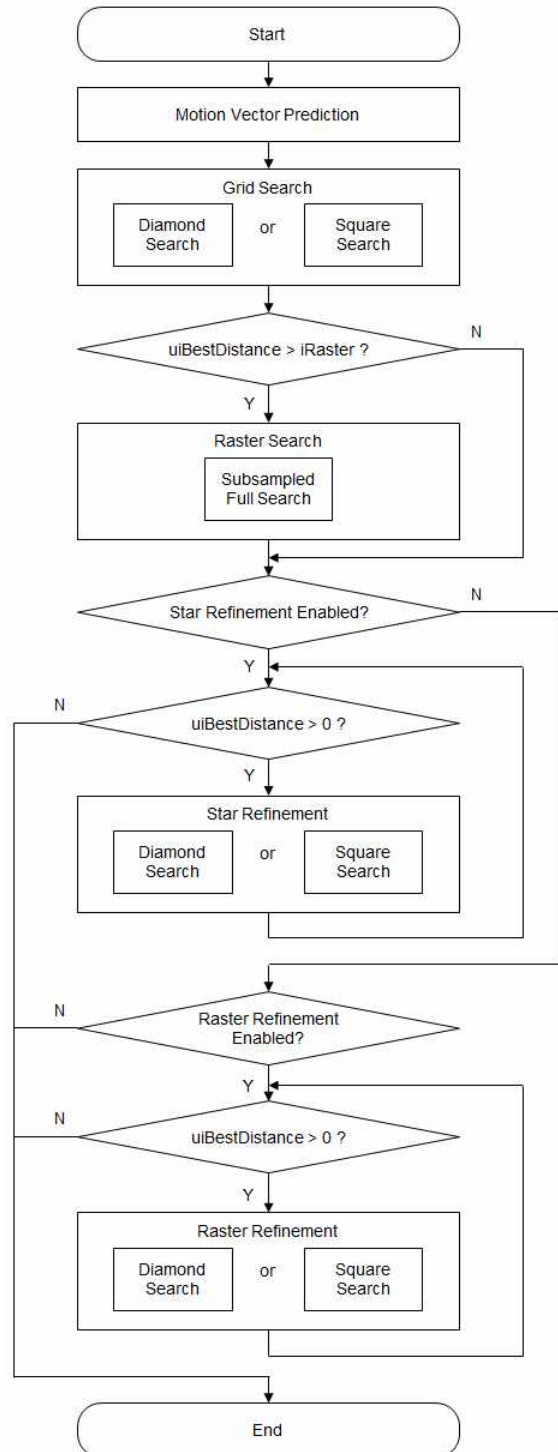 Start
Motion Vector Prediction
Grid Search
Diamond
Search
or
Square
Search
uiBestDistance > iRaster ?
N
Y
Raster Search
Subsampled
Full Search
Star Refinement Enabled?
N
Y
N
uiBestDistance > 0 ?
Y
Star Refinement
Diamond
Search
or
Square
Search
N
Raster Refinement
Enabled?
Y
N
uiBestDistance > 0 ?
Y
Raster Refinement
Diamond
Search
or
Square
Search
End